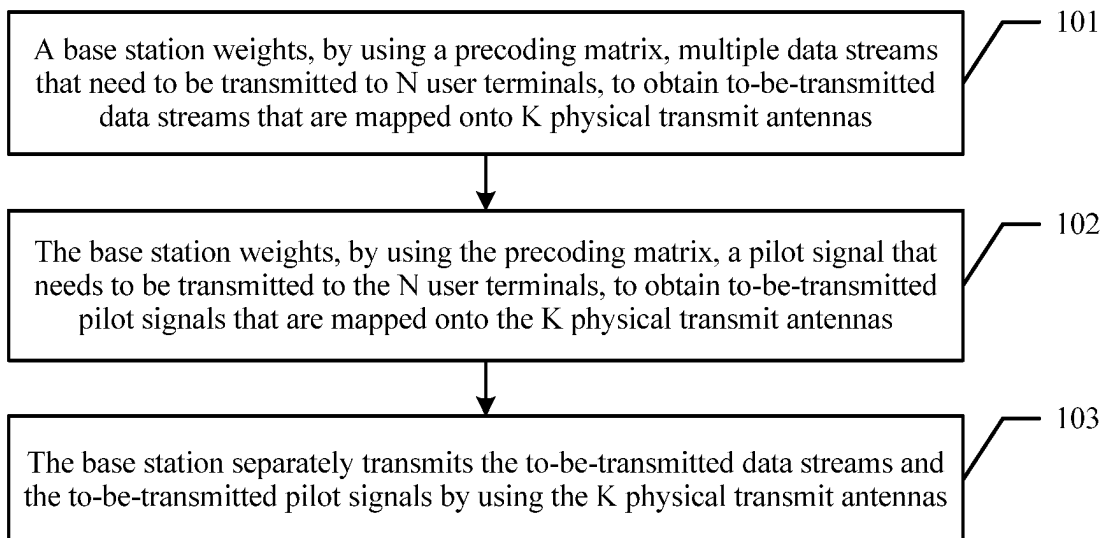 A base station weights, by using a precoding matrix, multiple data streams
that need to be transmitted to N user terminals, to obtain to-be-transmitted
data streams that are mapped onto K physical transmit antennas
101
The base station weights, by using the precoding matrix, a pilot signal that
needs to be transmitted to the N user terminals, to obtain to-be-transmitted
pilot signals that are mapped onto the K physical transmit antennas
102
The base station separately transmits the to-be-transmitted data streams and
the to-be-transmitted pilot signals by using the K physical transmit antennas
103